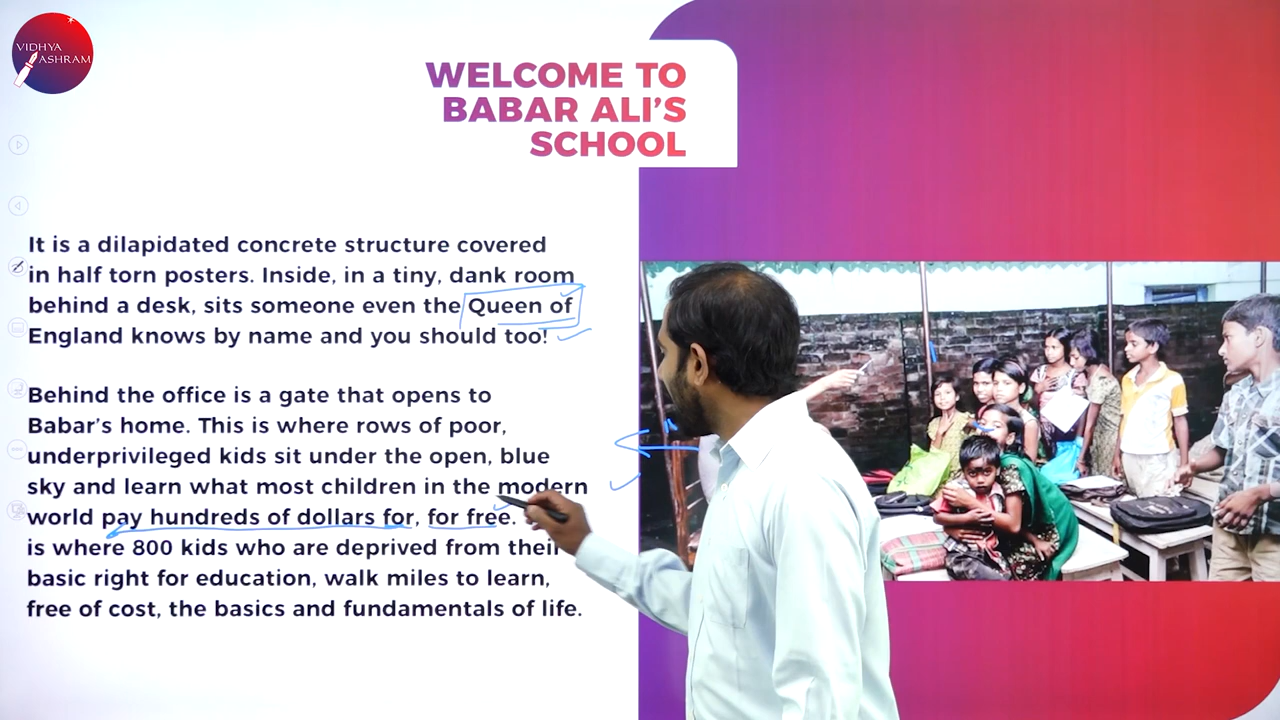 VIDHYA
ASHRAM
WELCOME TO
BABAR ALI'S
SCHOOL
It is a dilapidated concrete structure covered
in half torn posters. Inside, in a tiny, dank room
behind a desk, sits someone even the Queen of
England knows by name and you should too!
Behind the office is a gate that opens to
Babar's home. This is where rows of poor,
underprivileged kids sit under the open, blue
sky and learn what most children in the modern
world pay hundreds of dollars for, for free.
is where 800 kids who are deprived from their
basic right for education, walk miles to learn,
free of cost, the basics and fundamentals of life.